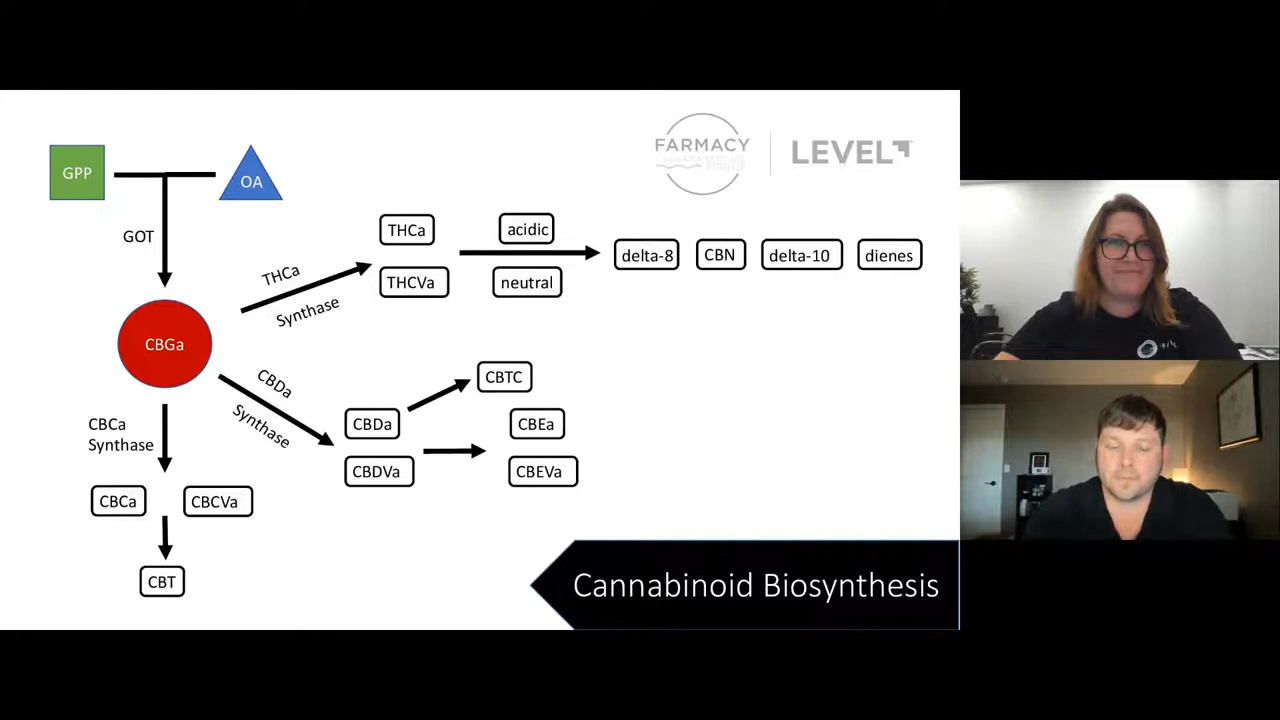 FARMACY
LEVEL
GPP
OA
GOT
CBGa
THCa
Synthase
THCa
THCVa
acidic
neutral
delta-8
CBN
delta-10
dienes
CBDa
Synthase
CBDa
CBDVa
CBTC
CBEa
CBEVa
CBCa
Synthase
CBCa
CBCVa
CBT
Cannabinoid Biosynthesis